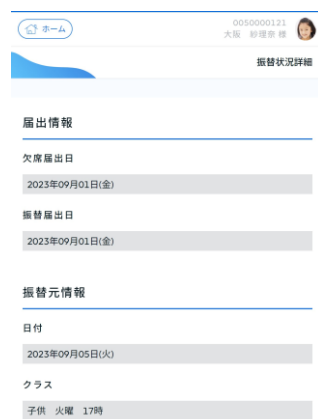 ホーム
0050000121
大阪 紗理奈 様
振替状況詳細
届出情報
欠席届出日
2023年09月01日(金)
振替届出日
2023年09月01日(金)
振替元情報
日付
2023年09月05日(火)
クラス
子供 火曜 17時